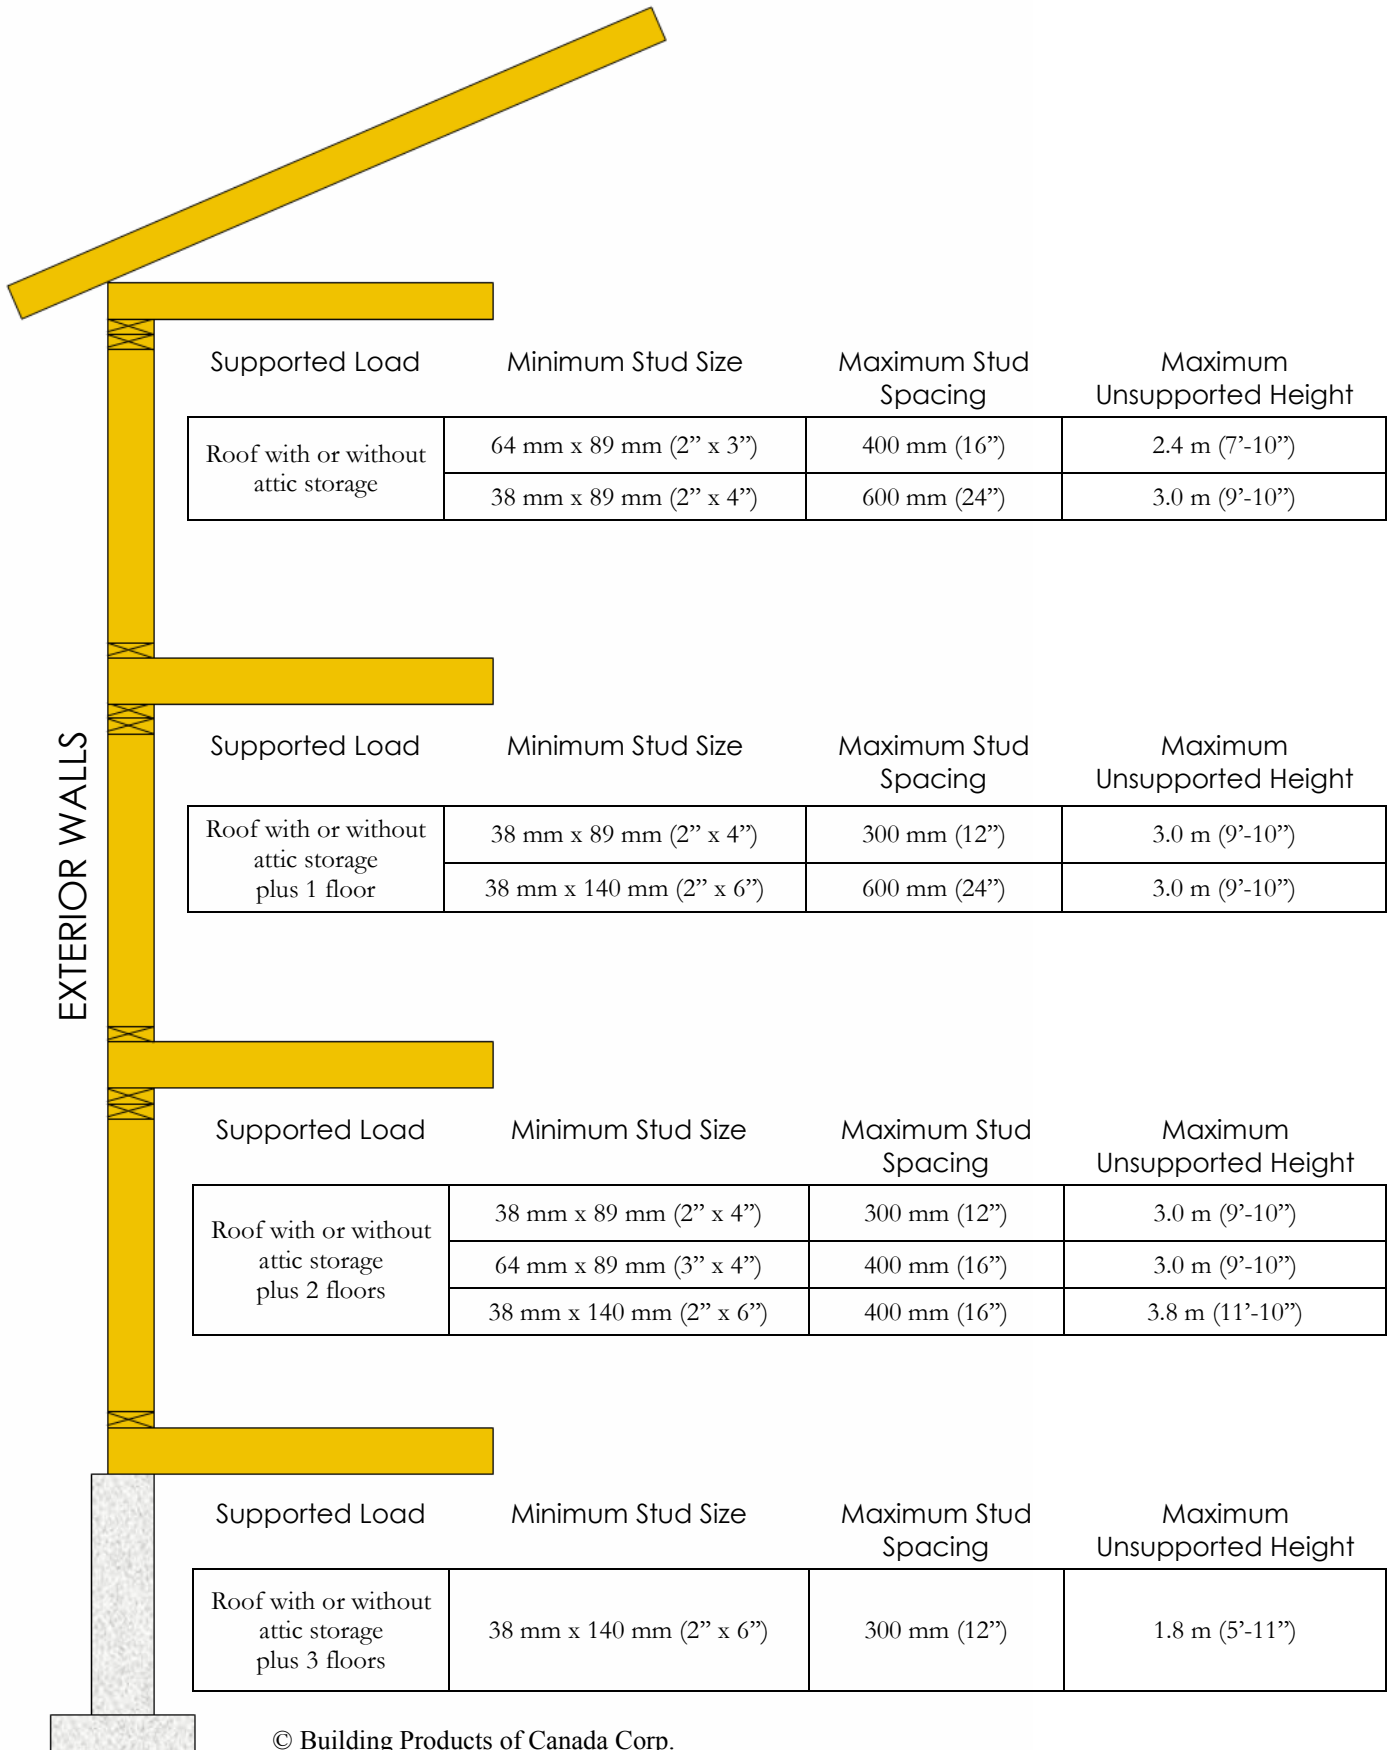 EXTERIOR WALLS
Supported Load Minimum Stud Size Maximum Stud Maximum
Spacing Unsupported Height
Roof with or without
attic storage
64 mm x 89 mm (2” x 3”) 400 mm (16”) 2.4 m (7’-10”)
38 mm x 89 mm (2” x 4”) 600 mm (24”) 3.0 m (9’-10”)
Supported Load Minimum Stud Size Maximum Stud Maximum
Spacing Unsupported Height
Roof with or without
attic storage
plus 1 floor
38 mm x 89 mm (2” x 4”) 300 mm (12”) 3.0 m (9’-10”)
38 mm x 140 mm (2” x 6”) 600 mm (24”) 3.0 m (9’-10”)
Supported Load Minimum Stud Size Maximum Stud Maximum
Spacing Unsupported Height
Roof with or without
attic storage
plus 2 floors
38 mm x 89 mm (2” x 4”) 300 mm (12”) 3.0 m (9’-10”)
64 mm x 89 mm (3” x 4”) 400 mm (16”) 3.0 m (9’-10”)
38 mm x 140 mm (2” x 6”) 400 mm (16”) 3.8 m (11’-10”)
Supported Load Minimum Stud Size Maximum Stud Maximum
Spacing Unsupported Height
Roof with or without
attic storage
plus 3 floors
38 mm x 140 mm (2” x 6”) 300 mm (12”) 1.8 m (5’-11”)
© Building Products of Canada Corp.